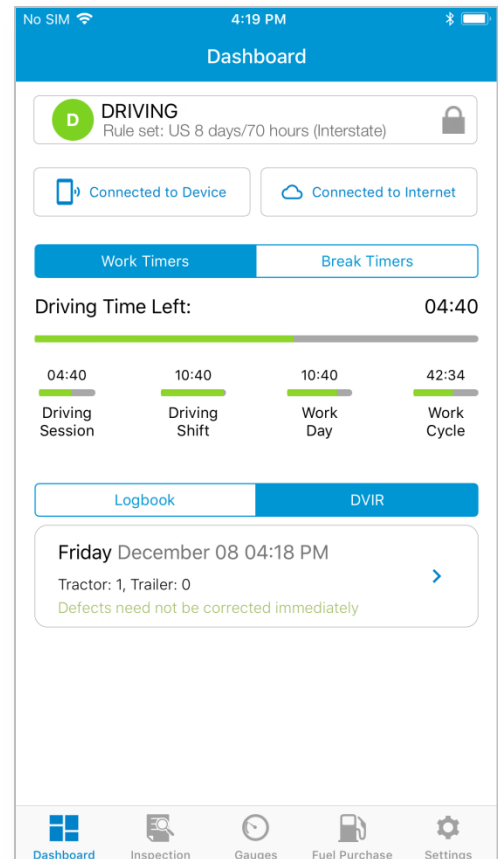 No SIM 4:19 PM
Dashboard
D DRIVING
Rule set: US 8 days/70 hours (Interstate)
Connected to Device Connected to Internet
Work Timers Break Timers
Driving Time Left: 04:40
04:40 10:40 10:40 42:34
Driving Driving Work Work
Session Shift Day Cycle
Logbook DVIR
Friday December 08 04:18 PM
Tractor: 1, Trailer: 0
Defects need not be corrected immediately
Dashboard Inspection Gauges Fuel Purchase Settings